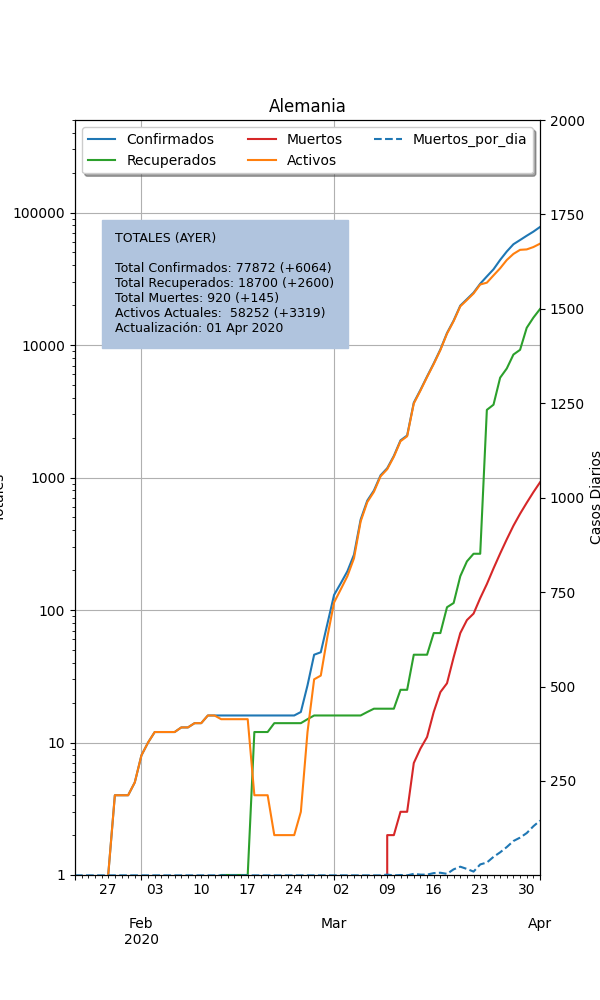 Alemania
Confirmados
Recuperados
Muertos
Activos
Muertos_por_dia
TOTALES (AYER)
Total Confirmados: 77872 (+6064)
Total Recuperados: 18700 (+2600)
Total Muertes: 920 (+145)
Activos Actuales:  58252 (+3319)
Actualización: 01 Apr 2020
100000
10000
1000
100
10
1
2000
1750
1500
1250
1000
750
500
250
Casos Diarios
27 03 10 17 24 02 09 16 23 30
Feb Mar Apr
2020